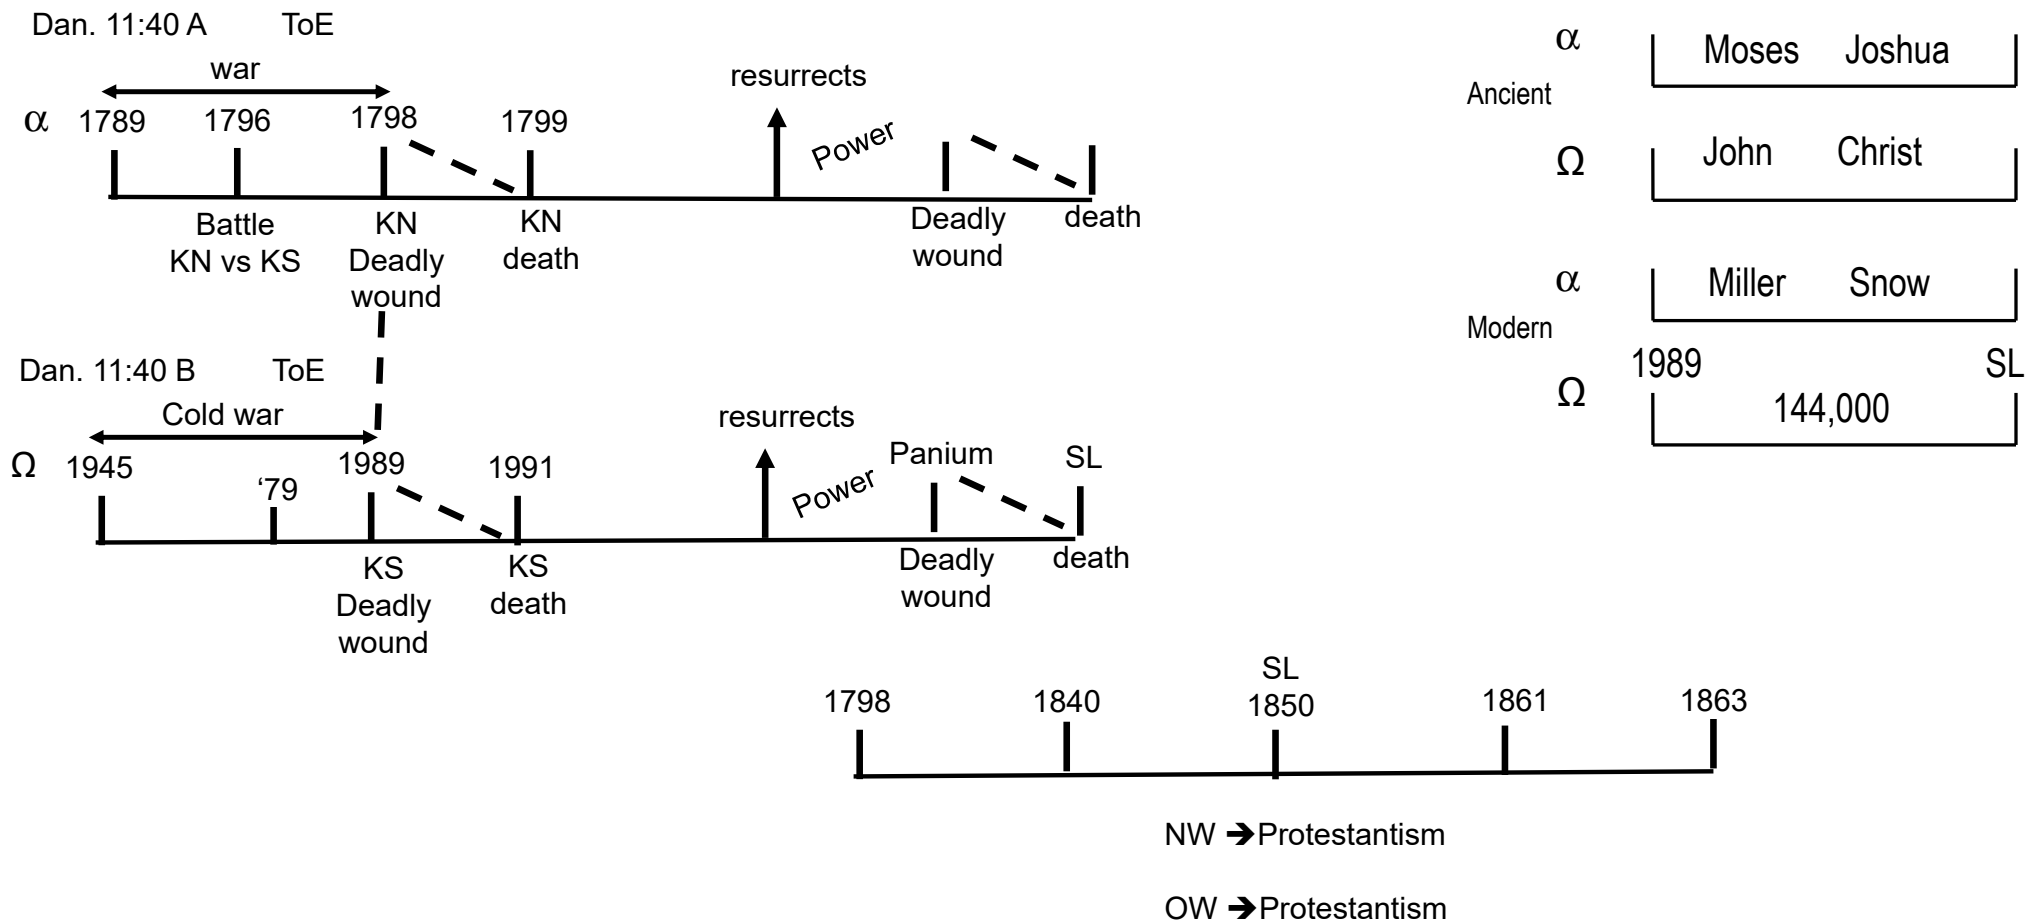 Dan. 11:40 A ToE
war
α 1789 1796 1798 1799
resurrects
Power
Battle
KN vs KS
KN
Deadly
wound
KN
death
Deadly
wound
death
Dan. 11:40 B ToE
Cold war
Ω 1945 ‘79 1989 1991
resurrects
Power
Panium
SL
KS
Deadly
wound
KS
death
Deadly
wound
death
α Moses Joshua
Ancient
Ω John Christ
α Miller Snow
Modern
1989 SL
Ω 144,000
SL
1798 1840 1850 1861 1863
NW ➔Protestantism
OW ➔Protestantism